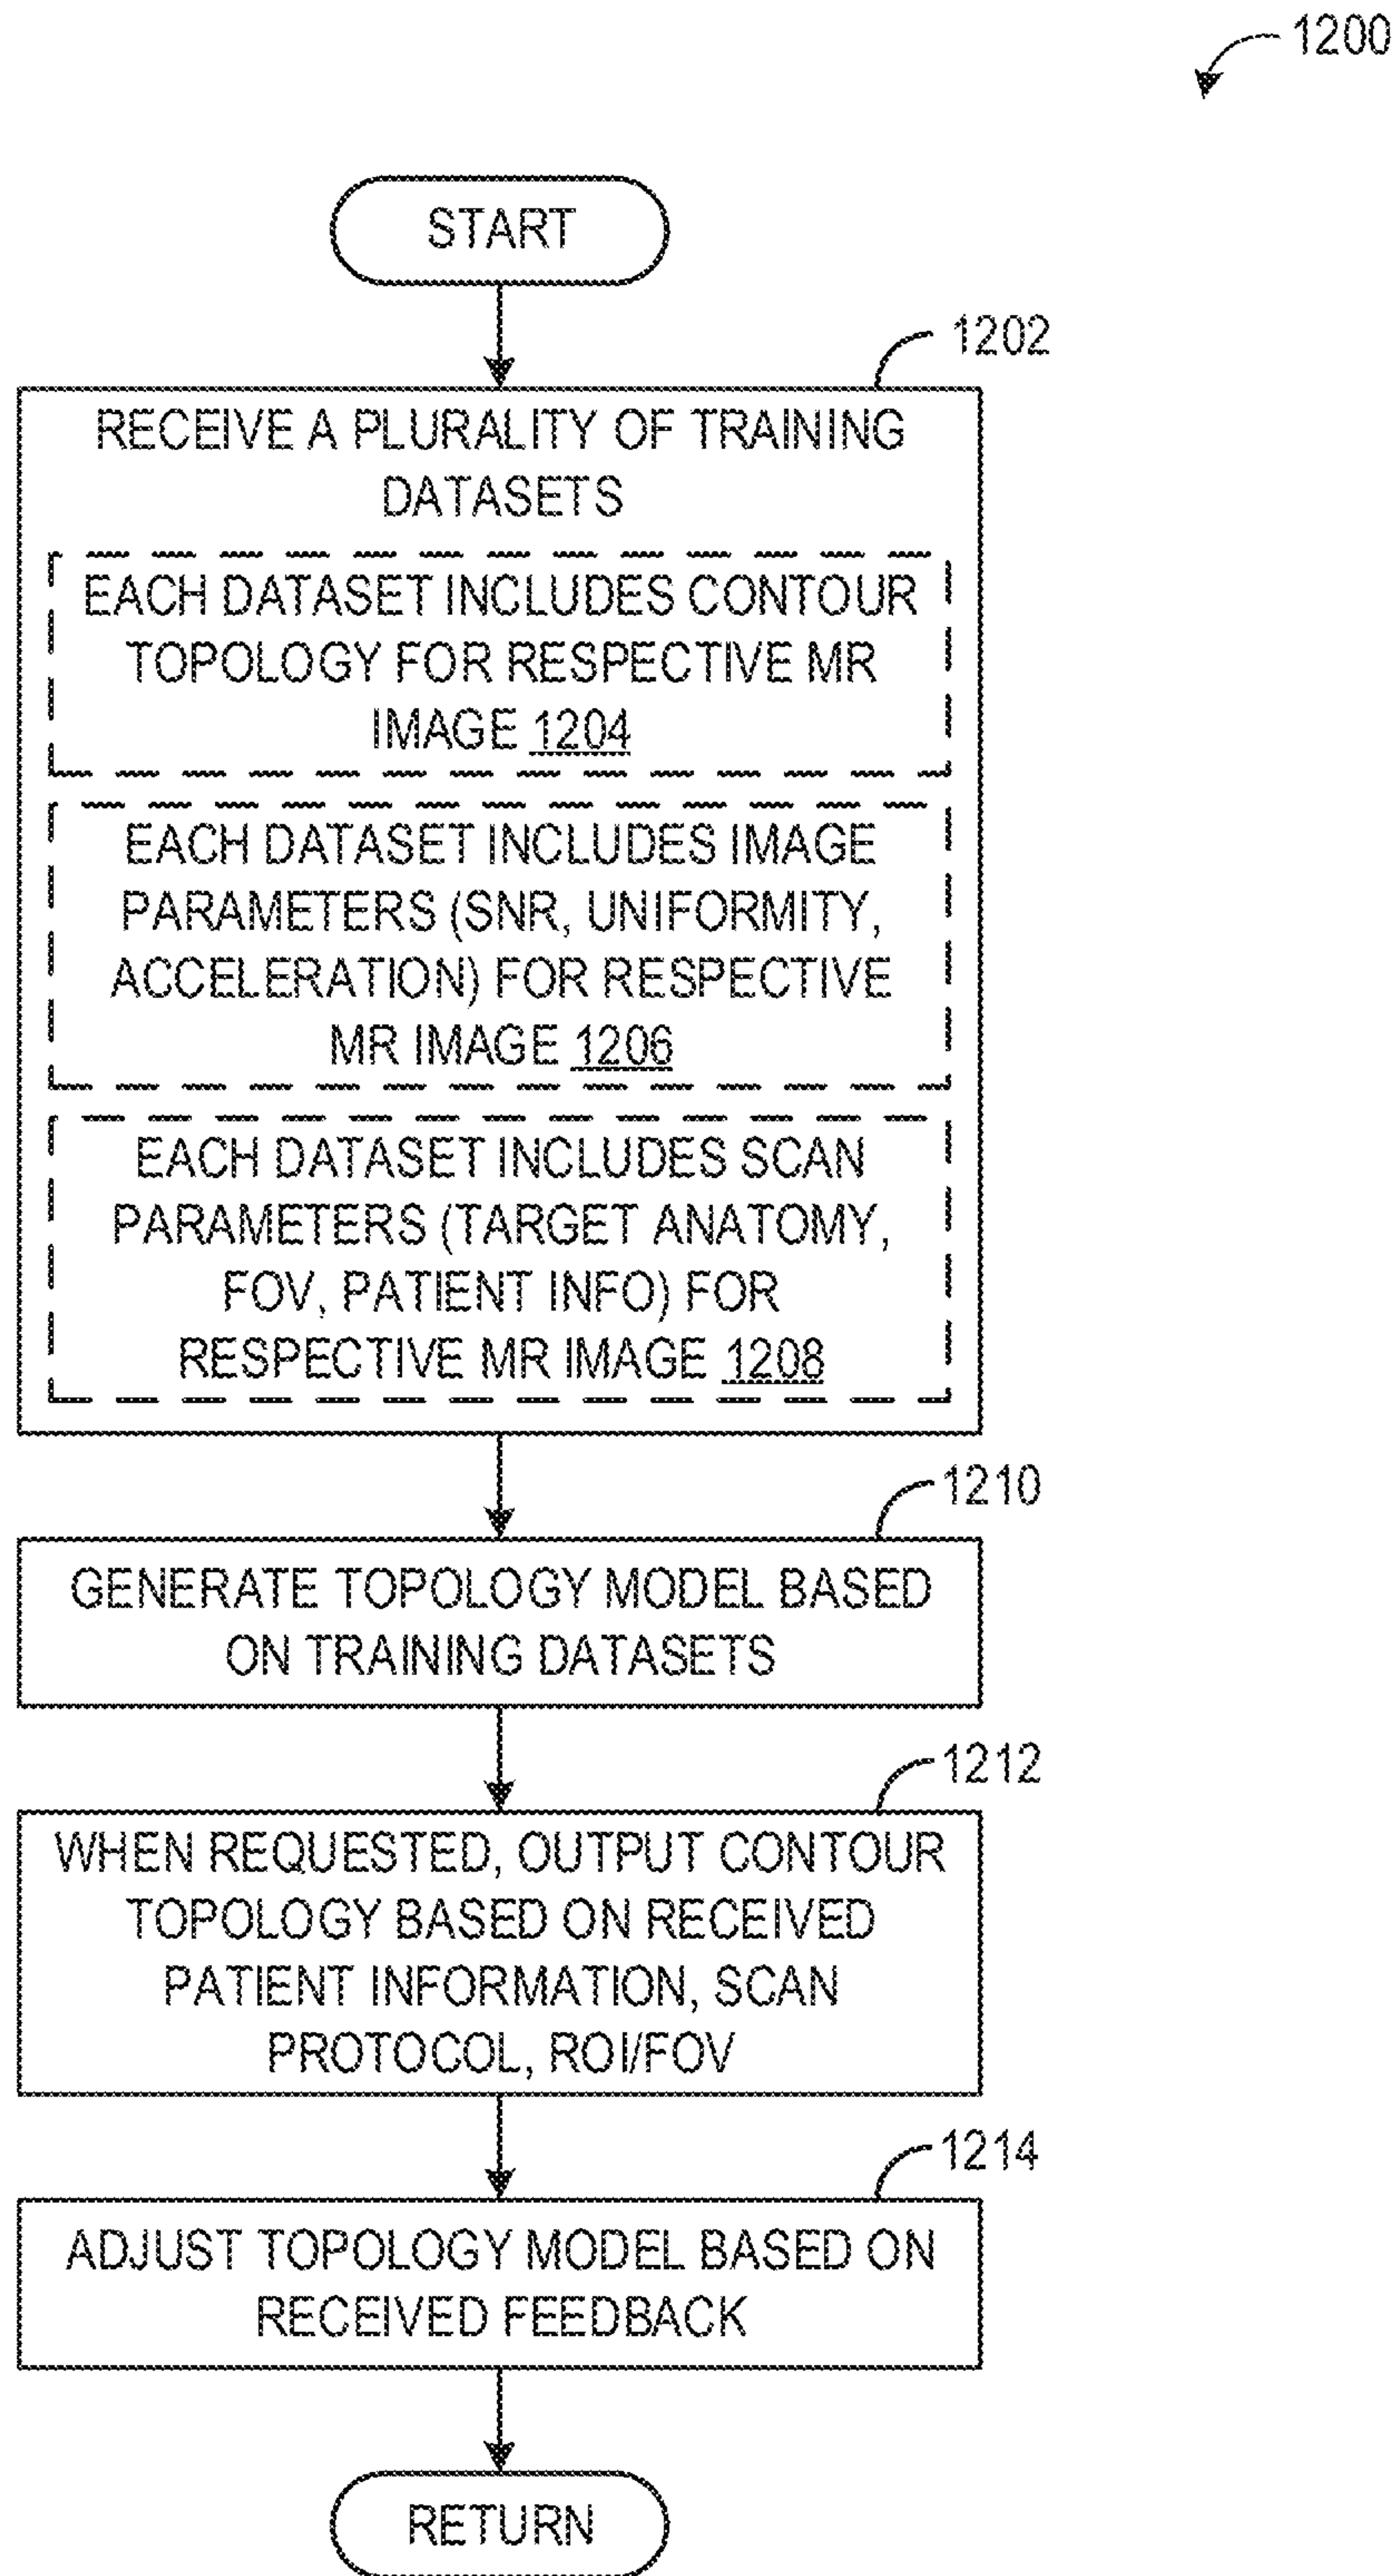 1200
START
1202
RECEIVE A PLURALITY OF TRAINING
DATASETS
EACH DATASET INCLUDES CONTOUR
TOPOLOGY FOR RESPECTIVE MR
IMAGE 1204
EACH DATASET INCLUDES IMAGE
PARAMETERS (SNR, UNIFORMITY,
ACCELERATION) FOR RESPECTIVE
MR IMAGE 1206
EACH DATASET INCLUDES SCAN
PARAMETERS (TARGET ANATOMY,
FOV, PATIENT INFO) FOR
RESPECTIVE MR IMAGE 1208
1210
GENERATE TOPOLOGY MODEL BASED
ON TRAINING DATASETS
1212
WHEN REQUESTED, OUTPUT CONTOUR
TOPOLOGY BASED ON RECEIVED
PATIENT INFORMATION, SCAN
PROTOCOL, ROI/FOV
1214
ADJUST TOPOLOGY MODEL BASED ON
RECEIVED FEEDBACK
RETURN